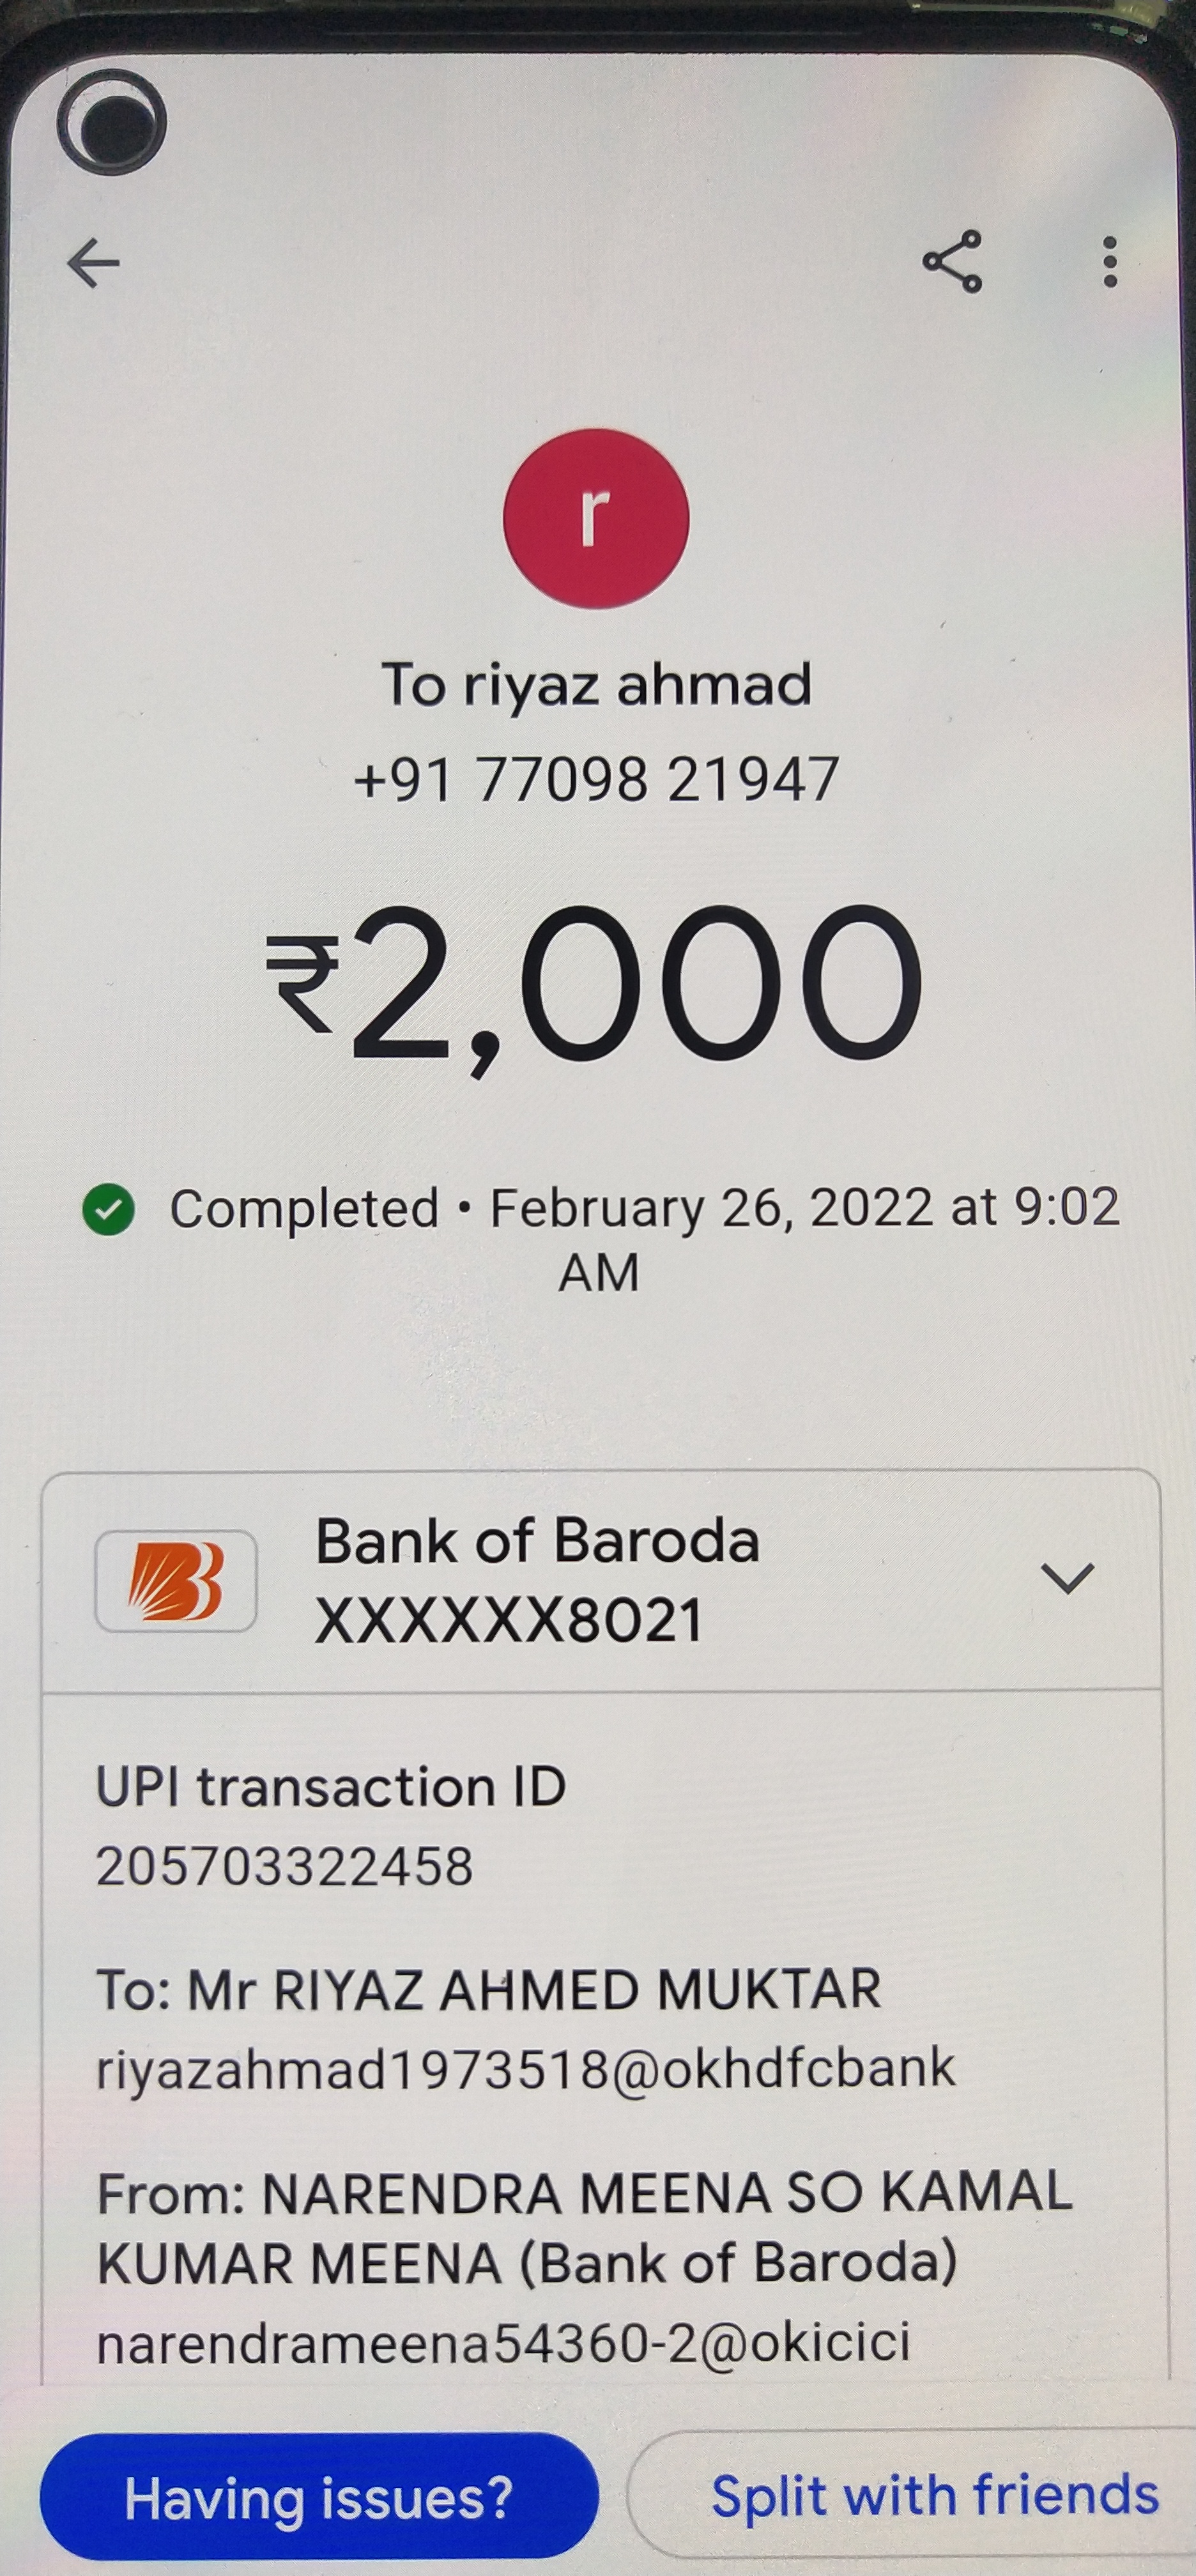 r
To riyaz ahmad
+91 77098 21947
₹2,000
Completed • February 26, 2022 at 9:02
AM
Bank of Baroda
XXXXXX8021
UPI transaction ID
205703322458
To: Mr RIYAZ AHMED MUKTAR
riyazahmad1973518@okhdfcbank
From: NARENDRA MEENA SO KAMAL
KUMAR MEENA (Bank of Baroda)
narendrameena54360-2@okicici
Having issues?
Split with friends